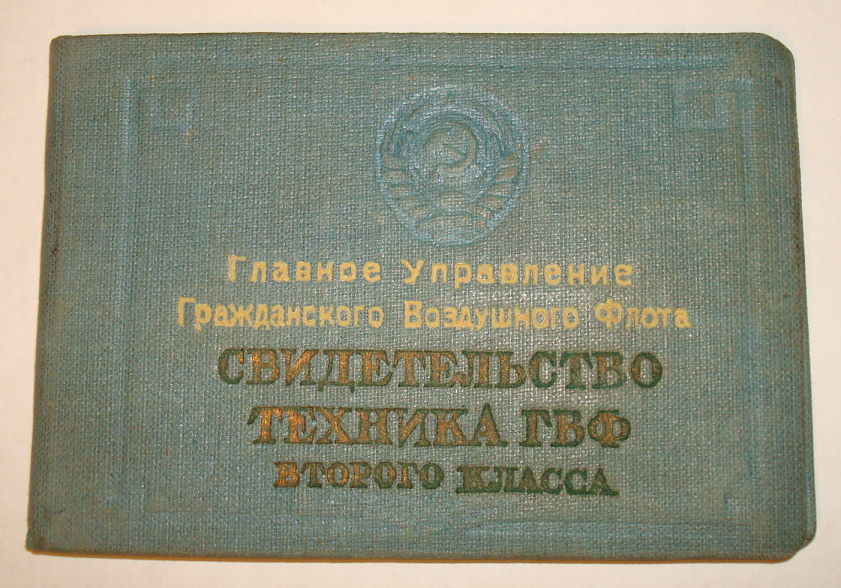 Главное Управление
Гражданского Воздушного Флота
СВИДЕТЕЛЬСТВО
ТЕХНИКА ГВФ
ВТОРОГО КЛАССА